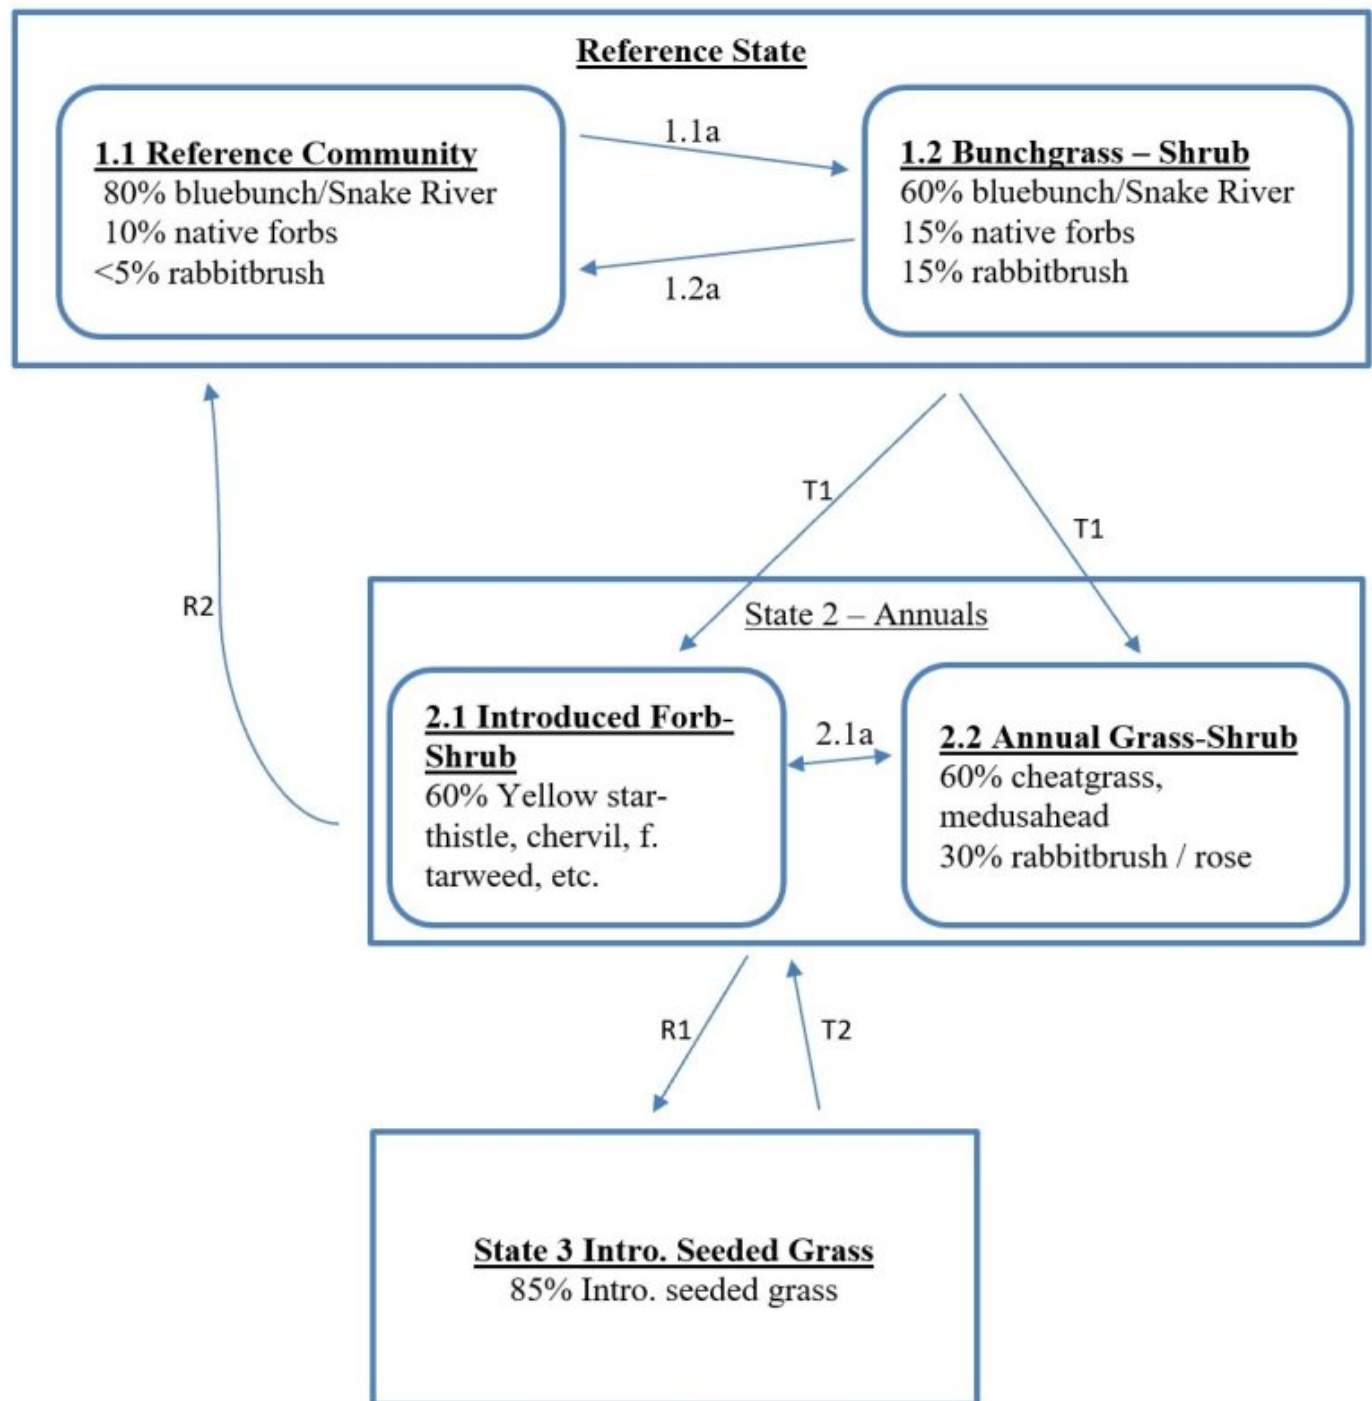 Reference State
1.1 Reference Community
80% bluebunch/Snake River
10% native forbs
<5% rabbitbrush
1.1a
1.2a
1.2 Bunchgrass – Shrub
60% bluebunch/Snake River
15% native forbs
15% rabbitbrush
T1
T1
R2
State 2 – Annuals
2.1 Introduced Forb-
Shrub
60% Yellow star-
thistle, chervil, f.
tarweed, etc.
2.1a
2.2 Annual Grass-Shrub
60% cheatgrass,
medusahead
30% rabbitbrush / rose
R1
T2
State 3 Intro. Seeded Grass
85% Intro. seeded grass